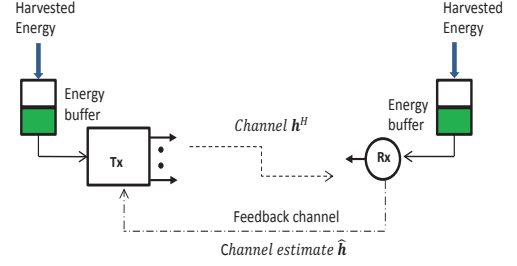 Harvested
Energy
Harvested
Energy
Energy
buffer
Energy
buffer
Channel h^H
Tx
Rx
Feedback channel
Channel estimate ĥ